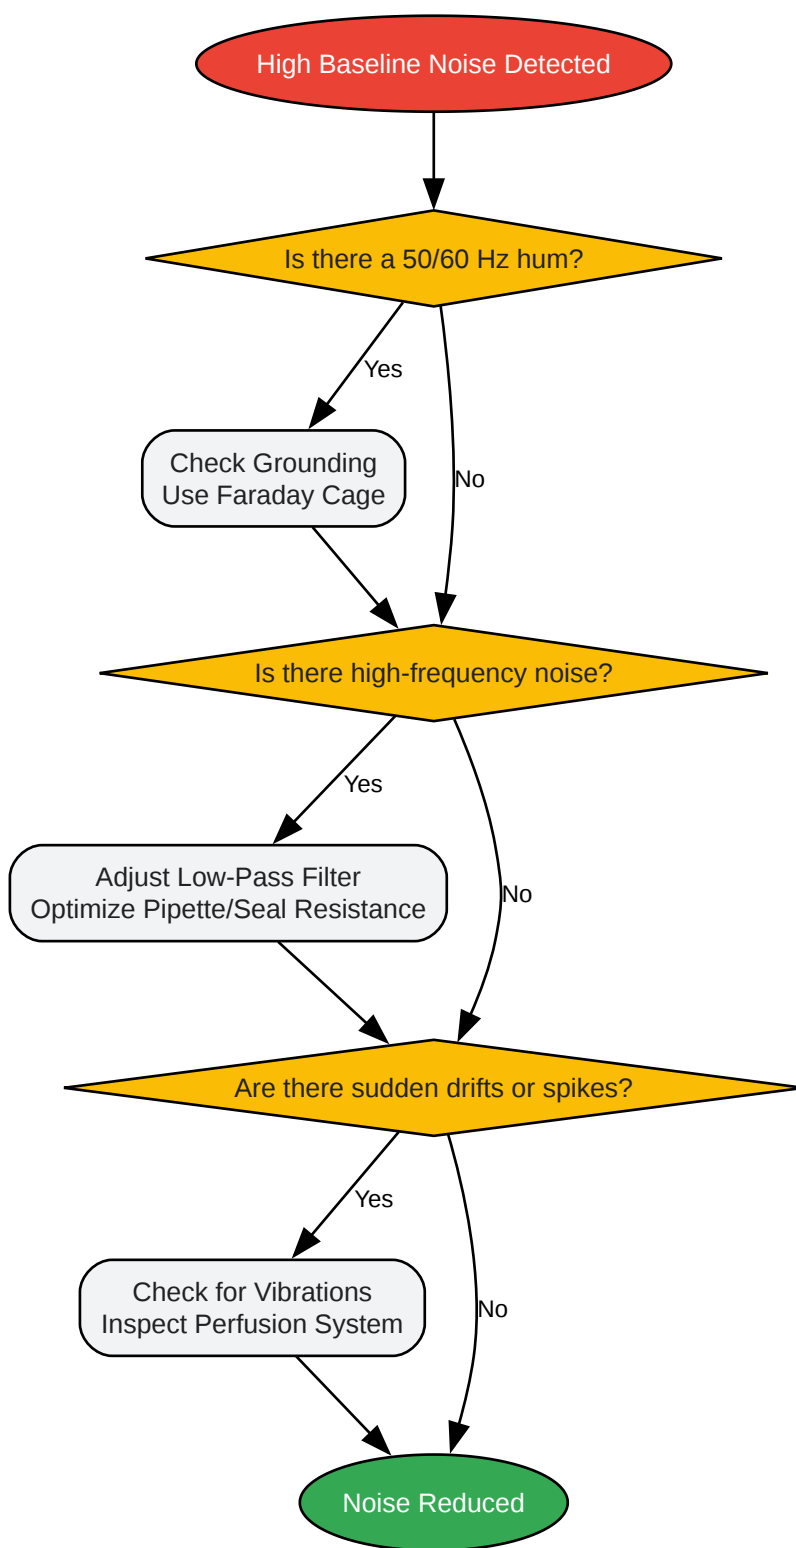 High Baseline Noise Detected
Is there a 50/60 Hz hum?
Yes
Check Grounding
Use Faraday Cage
No
Is there high-frequency noise?
Yes
Adjust Low-Pass Filter
Optimize Pipette/Seal Resistance
No
Are there sudden drifts or spikes?
Yes
Check for Vibrations
Inspect Perfusion System
No
Noise Reduced